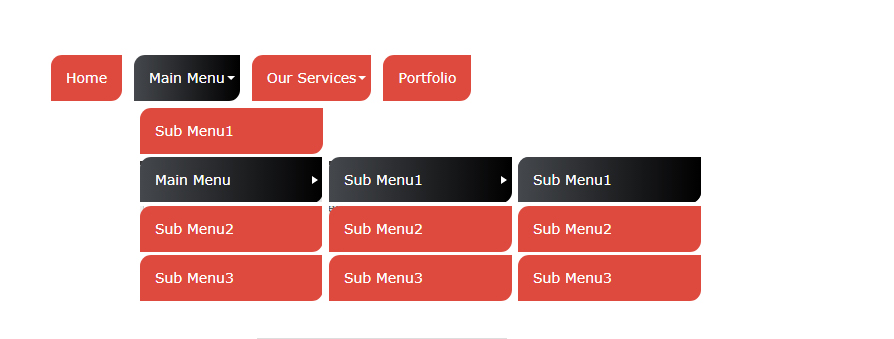 Home Main Menu Our Services Portfolio
Sub Menu1
Main Menu Sub Menu1 Sub Menu1
Sub Menu2 Sub Menu2 Sub Menu2
Sub Menu3 Sub Menu3 Sub Menu3